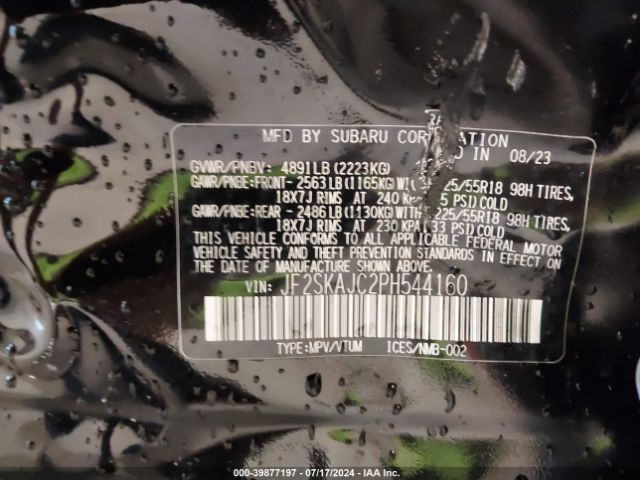 MFD BY SUBARU
IN 08/23
GVWR/PNBV: 4891LB (2223KG)
GAWR/PNBE:FRONT- 2563LB (1165KG) 25/55R18 98H TIRES,
18X7J RIMS AT 240 PSI) COLD
GAWR/PNBE:REAR - 2486LB (1130KG) WITH 225/55R18 98H TIRES,
18X7J RIMS AT 230 KPA 33 PSI) COLD
THIS VEHICLE CONFORMS TO ALL APPLICABLE FEDERAL MOTOR
VEHICLE SAFETY AND THEFT PREVENTION STANDARDS IN EFFECT ON
THE DATE OF MANUFACTURE SHOWN ABOVE.
VIN: JF2SKAJC2PH544160
TYPE:MPV/VTUM ICES/NMB-002
000-39877197 - 07/17/2024 - IAA Inc.